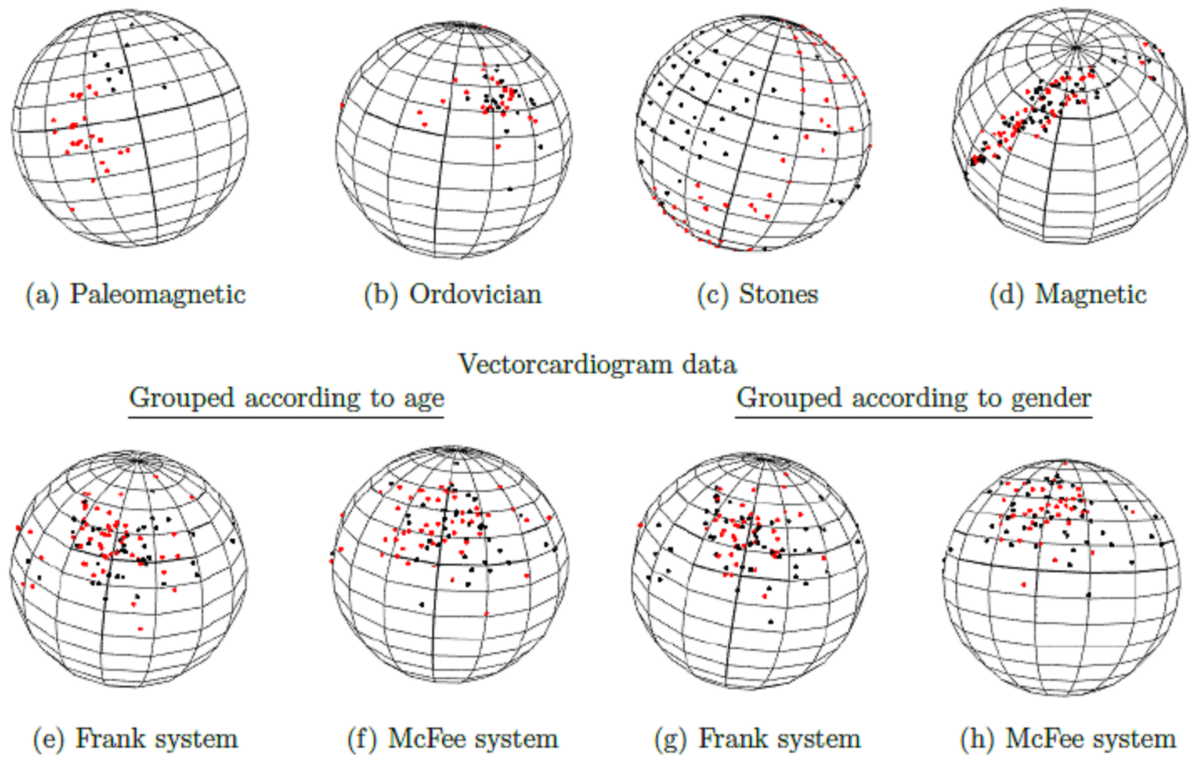 (a) Paleomagnetic (b) Ordovician (c) Stones (d) Magnetic
Vectorcardiogram data
Grouped according to age Grouped according to gender
(e) Frank system (f) McFee system (g) Frank system (h) McFee system